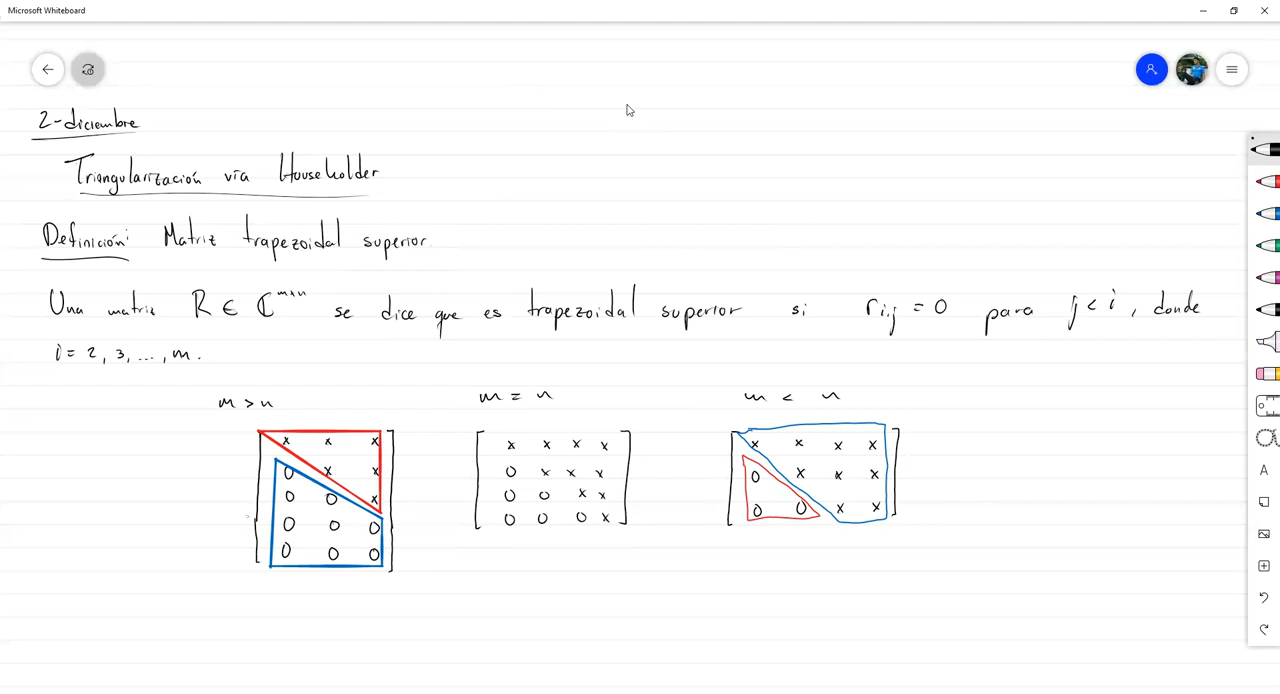 Microsoft Whiteboard
2-diciembre
Triangularización vía Householder
Definición: Matriz trapezoidal superior
Una matriz R ∈ ℂ^{m×n} se dice que es trapezoidal superior si r_{i,j} = 0 para j < i, donde
i = 2, 3, ..., m.
m > n
x x x
0 x x
0 0 x
0 0 0
0 0 0
m = n
x x x x
0 x x x
0 0 x x
0 0 0 x
m < n
x x x x
0 x x x
0 0 x x
A